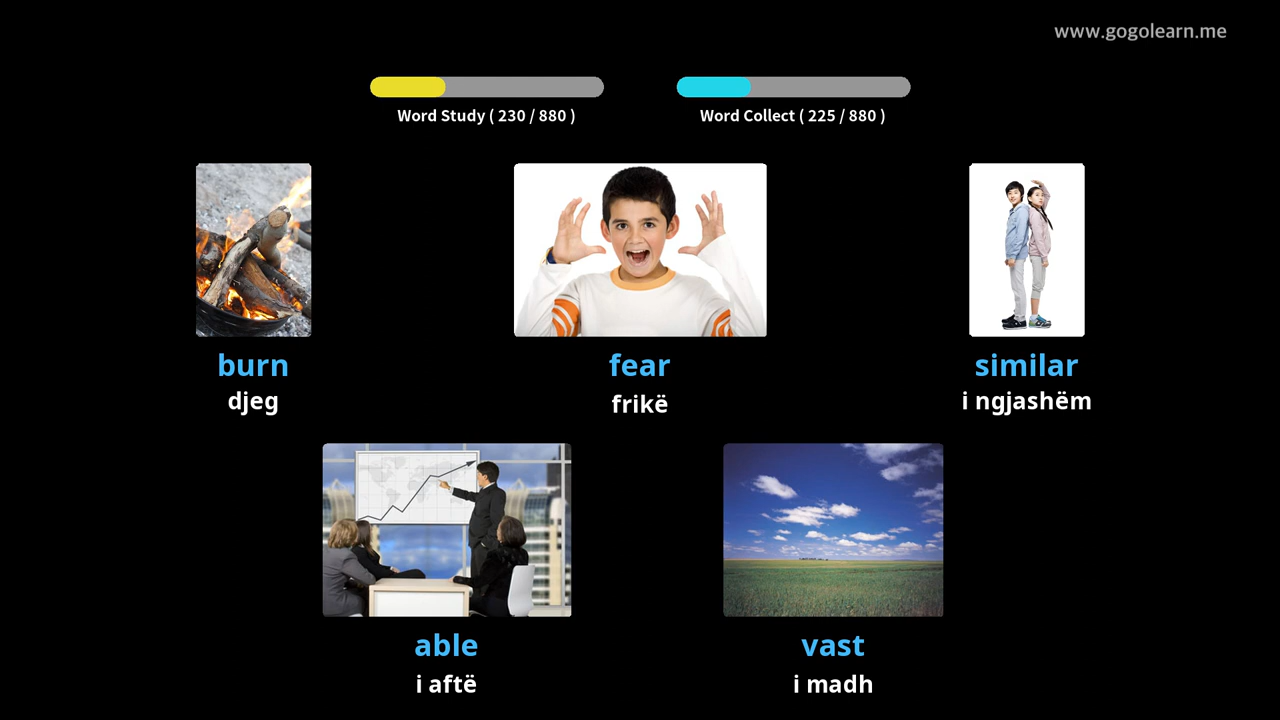 www.gogolearn.me
Word Study ( 230 / 880 )
Word Collect ( 225 / 880 )
burn
djeg
fear
frikë
similar
i ngjashëm
able
i aftë
vast
i madh